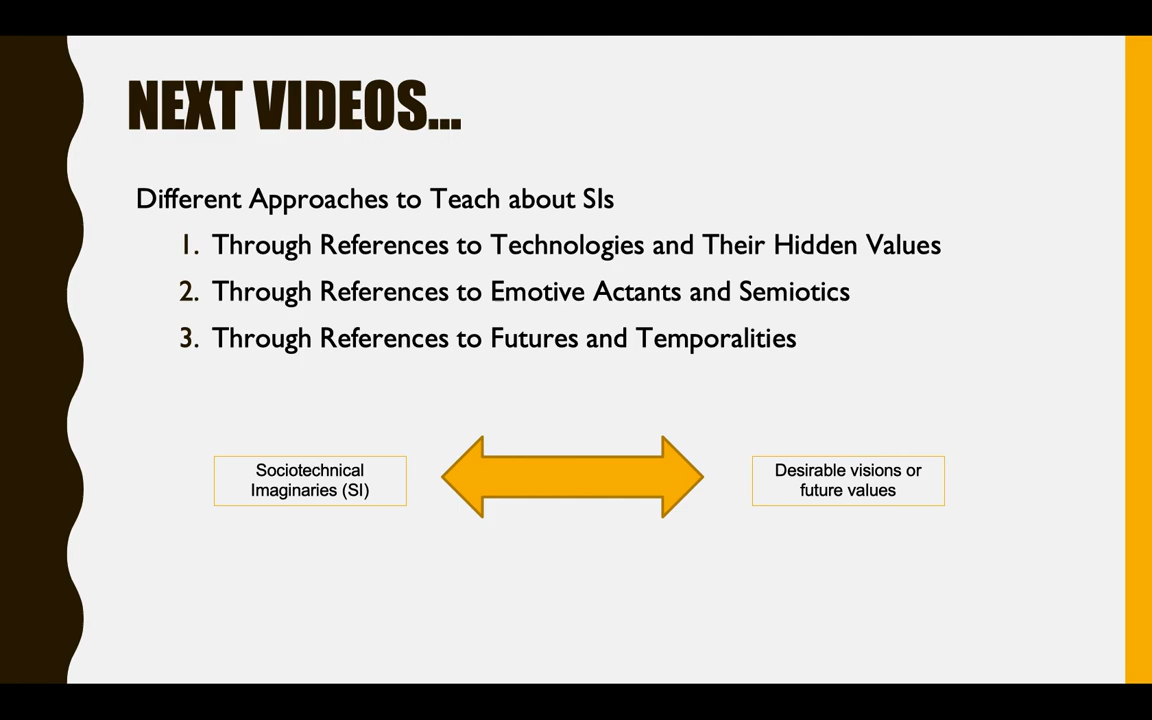 NEXT VIDEOS...
Different Approaches to Teach about SIs
1. Through References to Technologies and Their Hidden Values
2. Through References to Emotive Actants and Semiotics
3. Through References to Futures and Temporalities
Sociotechnical
Imaginaries (SI)
Desirable visions or
future values